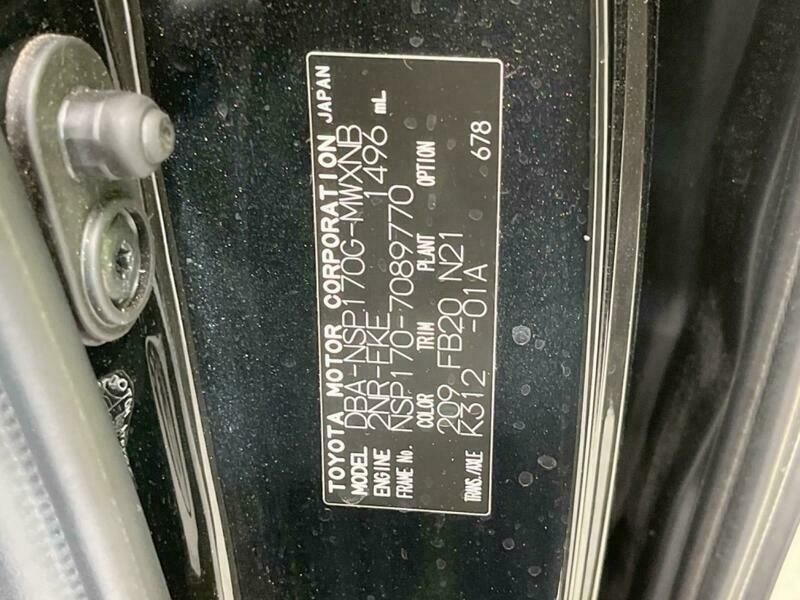 TOYOTA MOTOR CORPORATION JAPAN
MODEL DBA-NSP170G-MWXNB
ENGINE 2NR-FKE 1496 mL
FRAME No. NSP170-7089770
COLOR TRIM PLANT OPTION
209 FB20 N21 678
TRANS./AXLE K312 -01A